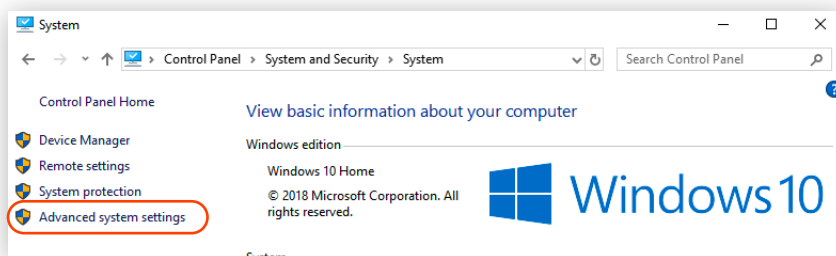 System
Control Panel > System and Security > System
Search Control Panel
?
Control Panel Home
Device Manager
Remote settings
System protection
Advanced system settings
View basic information about your computer
Windows edition
Windows 10 Home
© 2018 Microsoft Corporation. All
rights reserved.
Windows 10
System